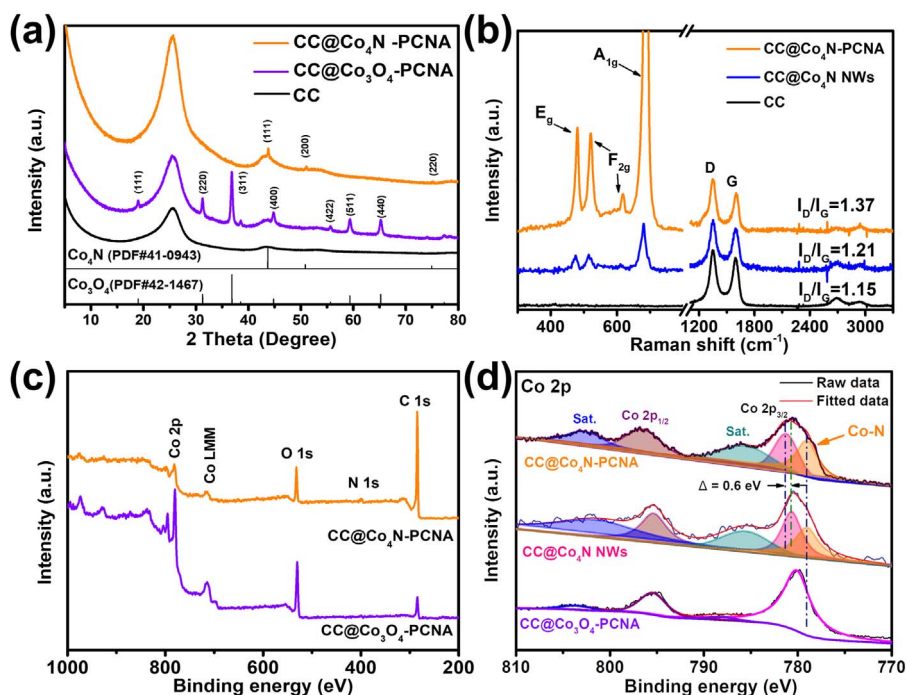 (a)
CC@Co₄N -PCNA
CC@Co₃O₄-PCNA
CC
(111)
(200)
(220)
(111)
(220)
(311)
(400)
(422)
(511)
(440)
Co₄N (PDF#41-0943)
Co₃O₄(PDF#42-1467)
10 20 30 40 50 60 70 80
2 Theta (Degree)
Intensity (a.u.)
(b)
CC@Co₄N-PCNA
CC@Co₄N NWs
CC
A1g
Eg
F2g
D G
I_D/I_G=1.37
I_D/I_G=1.21
I_D/I_G=1.15
400 600 1200 1800 2400 3000
Raman shift (cm⁻¹)
Intensity (a.u.)
(c)
Co 2p
Co LMM
O 1s
N 1s
C 1s
CC@Co₄N-PCNA
CC@Co₃O₄-PCNA
1000 800 600 400 200
Binding energy (eV)
Intensity (a.u.)
(d)
Co 2p
Raw data
Fitted data
Sat.
Co 2p1/2
Sat.
Co 2p3/2
Co-N
CC@Co₄N-PCNA
Δ = 0.6 eV
CC@Co₄N NWs
CC@Co₃O₄-PCNA
810 800 790 780 770
Binding energy (eV)
Intensity (a.u.)